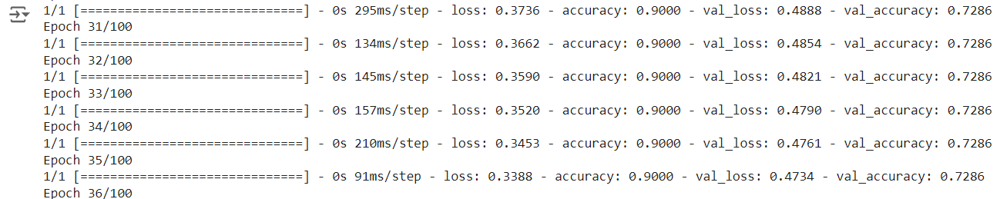 1/1 [==============================] - 0s 295ms/step - loss: 0.3736 - accuracy: 0.9000 - val_loss: 0.4888 - val_accuracy: 0.7286
Epoch 31/100
1/1 [==============================] - 0s 134ms/step - loss: 0.3662 - accuracy: 0.9000 - val_loss: 0.4854 - val_accuracy: 0.7286
Epoch 32/100
1/1 [==============================] - 0s 145ms/step - loss: 0.3590 - accuracy: 0.9000 - val_loss: 0.4821 - val_accuracy: 0.7286
Epoch 33/100
1/1 [==============================] - 0s 157ms/step - loss: 0.3520 - accuracy: 0.9000 - val_loss: 0.4790 - val_accuracy: 0.7286
Epoch 34/100
1/1 [==============================] - 0s 210ms/step - loss: 0.3453 - accuracy: 0.9000 - val_loss: 0.4761 - val_accuracy: 0.7286
Epoch 35/100
1/1 [==============================] - 0s 91ms/step - loss: 0.3388 - accuracy: 0.9000 - val_loss: 0.4734 - val_accuracy: 0.7286
Epoch 36/100